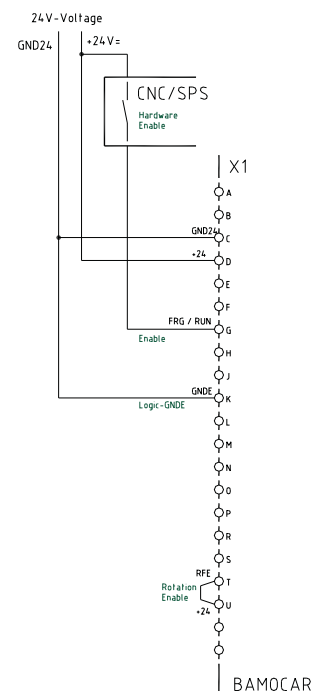 24V-Voltage
GND24
+24V=
CNC/SPS
Hardware
Enable
X1
A
B
GND24
C
+24
D
E
F
FRG / RUN
G
Enable
H
J
GNDE
K
Logic-GNDE
L
M
N
O
P
R
S
RFE
T
Rotation
Enable
U
+24
BAMOCAR